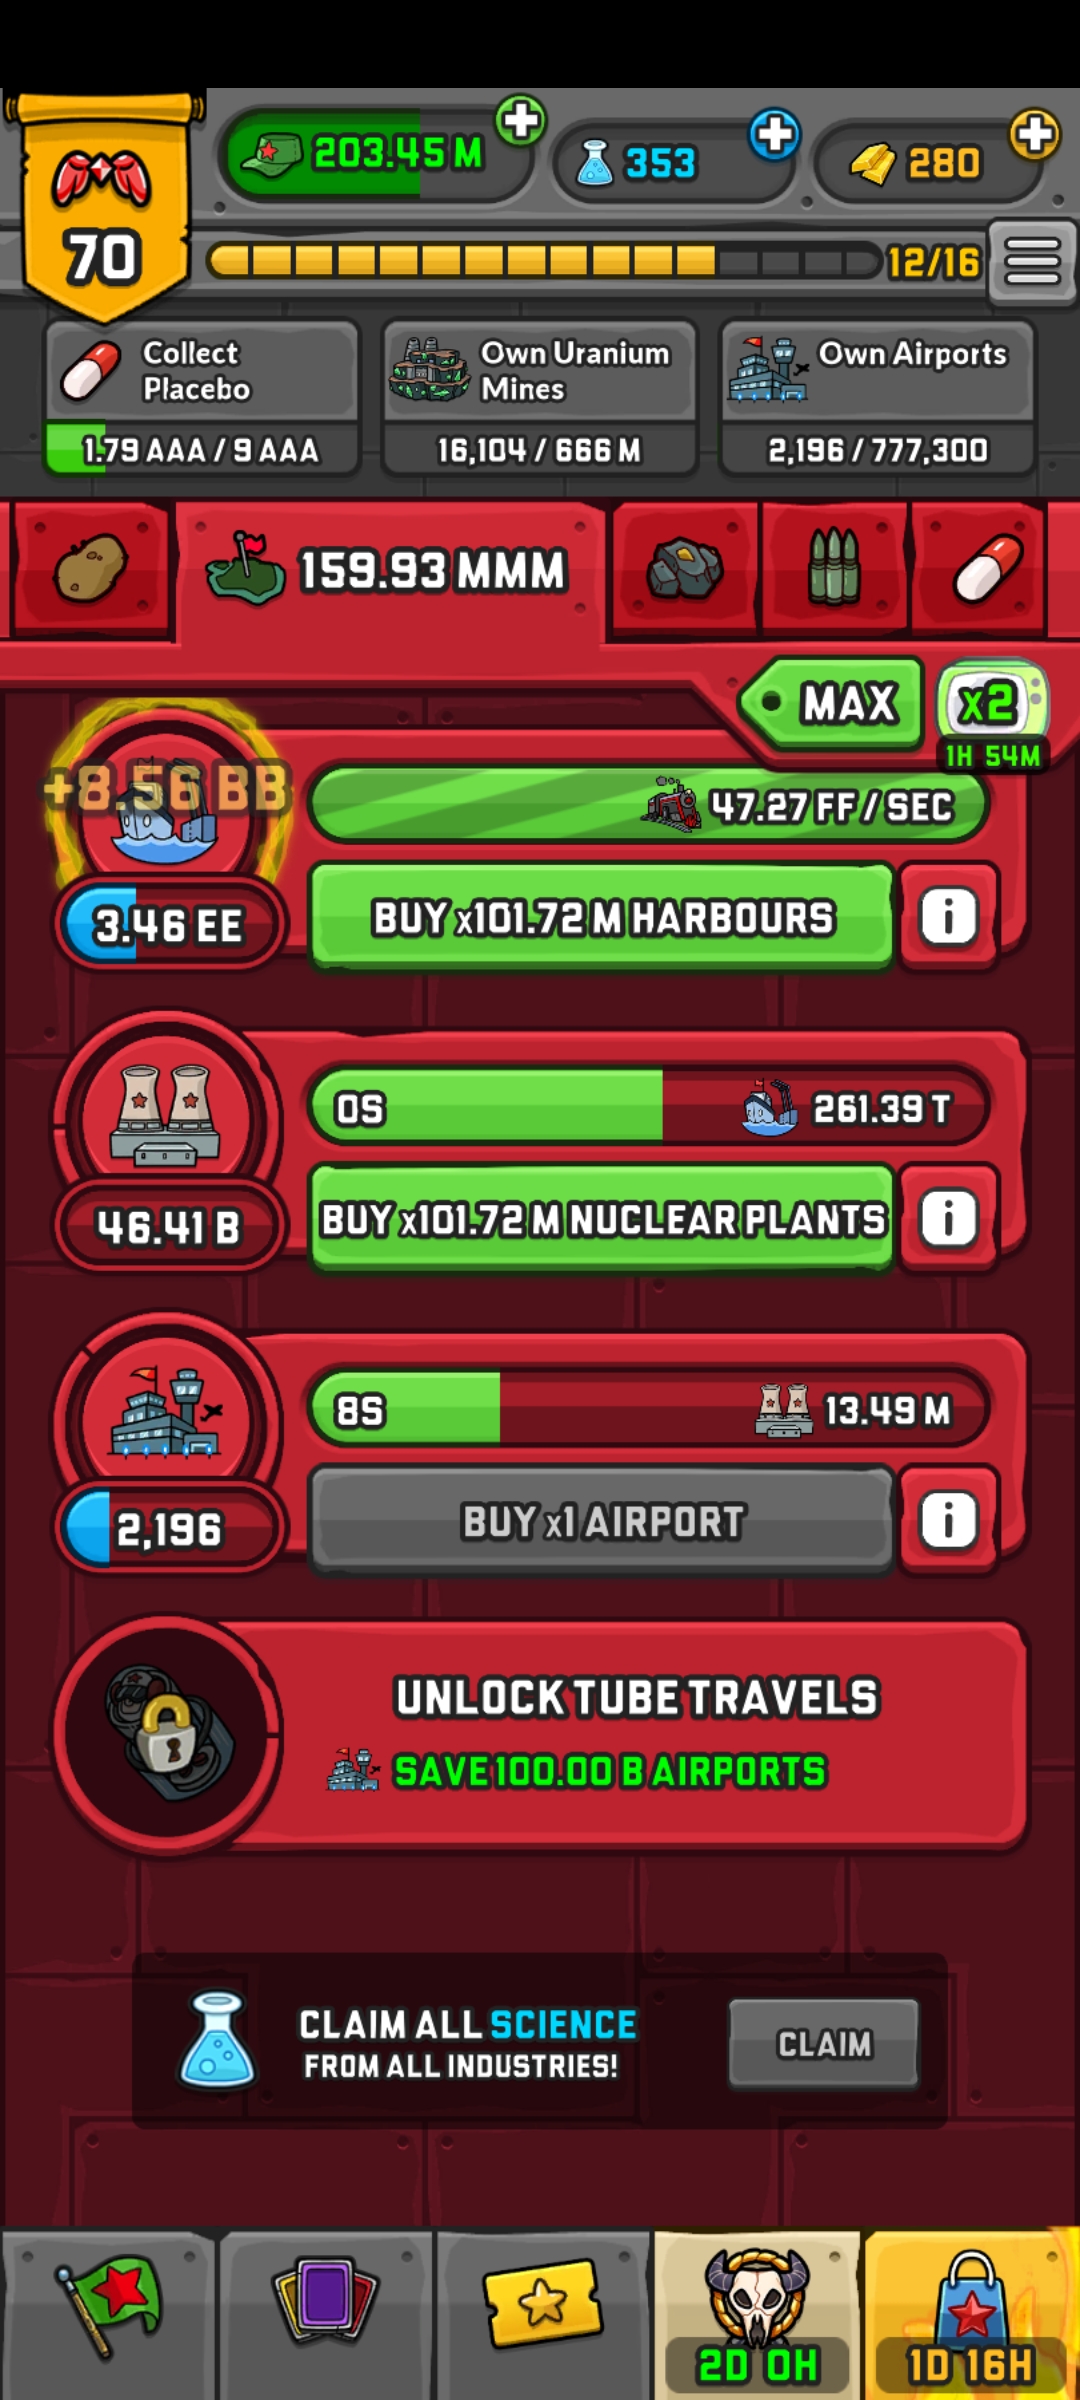 203.45 M
353
280
70
12/16
Collect
Placebo
Own Uranium
Mines
Own Airports
1.79 AAA / 9 AAA
16,104 / 666 M
2,196 / 777,300
159.93 MMM
MAX
x2
1H 54M
+8.56 BB
47.27 FF / SEC
3.46 EE
BUY x101.72 M HARBOURS
i
0S
261.39 T
46.41 B
BUY x101.72 M NUCLEAR PLANTS
i
8S
13.49 M
2,196
BUY x1 AIRPORT
i
UNLOCK TUBE TRAVELS
SAVE 100.00 B AIRPORTS
CLAIM ALL SCIENCE
FROM ALL INDUSTRIES!
CLAIM
2D 0H
1D 16H